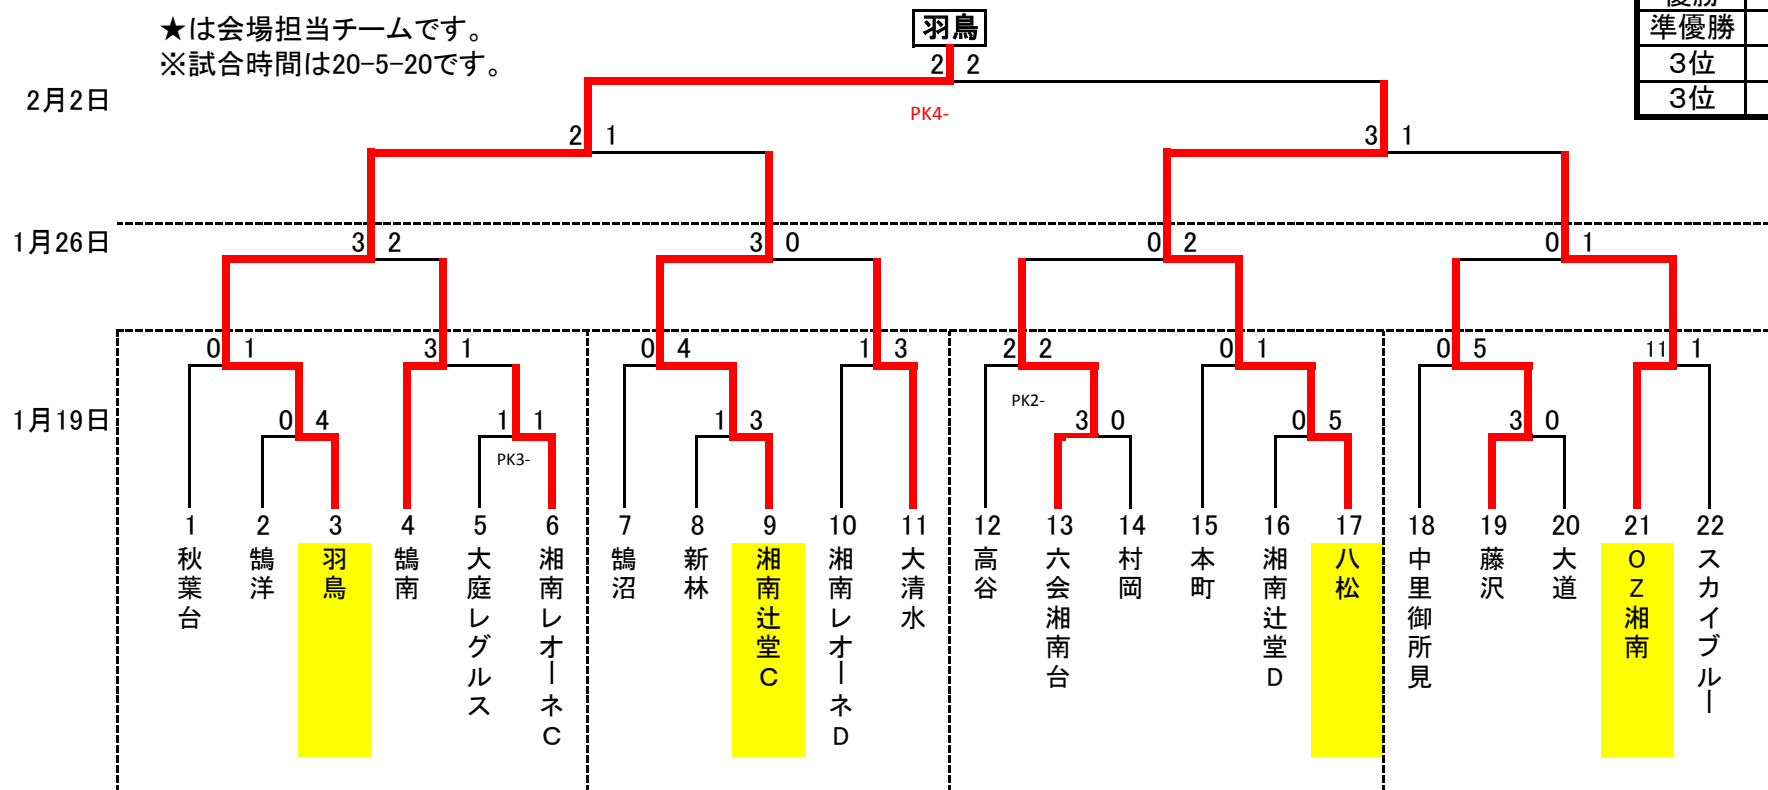 ★は会場担当チームです。
※試合時間は20-5-20です。
羽鳥
優勝
準優勝
3位
3位
2月2日
2 2
PK4-
2 1
3 1
1月26日
3 2
3 0
0 2
0 1
0 1
3 1
0 4
1 3
2 2
0 1
0 5
11 1
PK2-
1月19日
0 4
1 1
1 3
3 0
0 5
3 0
PK3-
1 2 3 4 5 6 7 8 9 10 11 12 13 14 15 16 17 18 19 20 21 22
秋葉台
鵠洋
羽鳥
鵠南
大庭レグルス
湘南レオーネC
鵠沼
新林
湘南辻堂C
湘南レオーネD
大清水
高谷
六会湘南台
村岡
本町
湘南辻堂D
八松
中里御所見
藤沢
大道
OZ湘南
スカイブルー